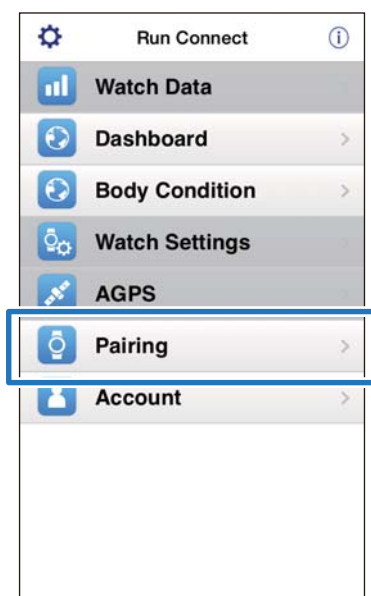 Run Connect
Watch Data
Dashboard
Body Condition
Watch Settings
AGPS
Pairing
Account